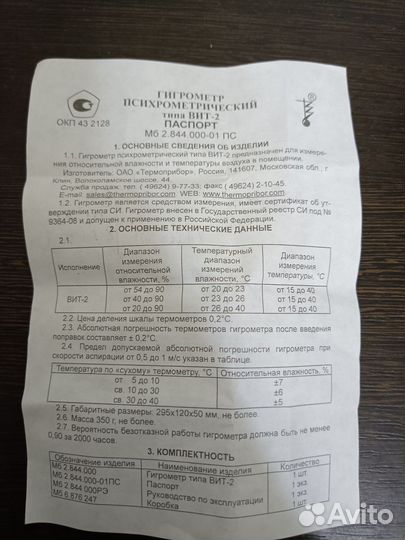 ГИГРОМЕТР
ПСИХРОМЕТРИЧЕСКИЙ
типа ВИТ-2
ПАСПОРТ
ОКП 43 2128
Мб 2.844.000-01 ПС
1. ОСНОВНЫЕ СВЕДЕНИЯ ОБ ИЗДЕЛИИ
1.1. Гигрометр психрометрический типа ВИТ-2 предназначен для измере-
ния относительной влажности и температуры воздуха в помещении.
Изготовитель: ОАО «Термоприбор», Россия, 141607, Московская обл., г.
Клин, Волоколамское шоссе, 44.
Служба продаж: тел. (49624) 9-77-33; факс (49624) 2-10-45.
E-mail: sales@thermopribor.com. WEB: www.thermopribor.com.
1.2. Гигрометр является средством измерения, имеет сертификат об ут-
верждении типа СИ. Гигрометр внесен в Государственный реестр СИ под №
9364-08 и допущен к применению в Российской Федерации.
2. ОСНОВНЫЕ ТЕХНИЧЕСКИЕ ДАННЫЕ
2.1.
Исполнение
Диапазон измерения относительной влажности, %
Температурный диапазон измерений влажности, °С
Диапазон измерения температуры, °С
ВИТ-2
от 54 до 90 от 20 до 23 от 15 до 40
от 40 до 90 от 23 до 26 от 15 до 40
от 20 до 90 от 26 до 40 от 15 до 40
2.2. Цена деления шкалы термометров 0,2°С.
2.3. Абсолютная погрешность термометров гигрометра после введения
поправок составляет ± 0,2°С.
2.4. Предел допускаемой абсолютной погрешности гигрометра при
скорости аспирации от 0,5 до 1 м/с указан в таблице.
Температура по «сухому» термометру, °С Относительная влажность, %
от 5 до 10 ±7
св. 10 до 30 ±6
св. 30 до 40 ±5
2.5. Габаритные размеры: 295х120х50 мм, не более.
2.6. Масса 350 г, не более.
2.7. Вероятность безотказной работы гигрометра должна быть не менее
0,90 за 2000 часов.
3. КОМПЛЕКТНОСТЬ
Обозначение изделия Наименование изделия Количество
Мб 2.844.000 Гигрометр типа ВИТ-2 1 шт.
Мб 2.844.000-01ПС Паспорт 1 экз.
Мб 2.844.000РЭ Руководство по эксплуатации 1 экз.
Мб 6.876.247 Коробка 1 шт.
Avito